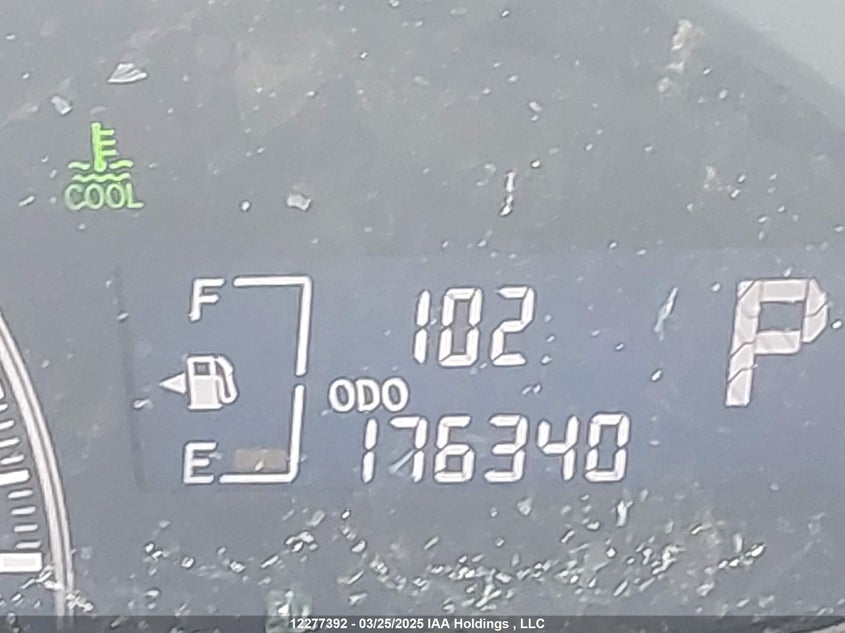 COOL
F
102
P
ODO
176340
E
12277392 - 03/25/2025 IAA Holdings , LLC